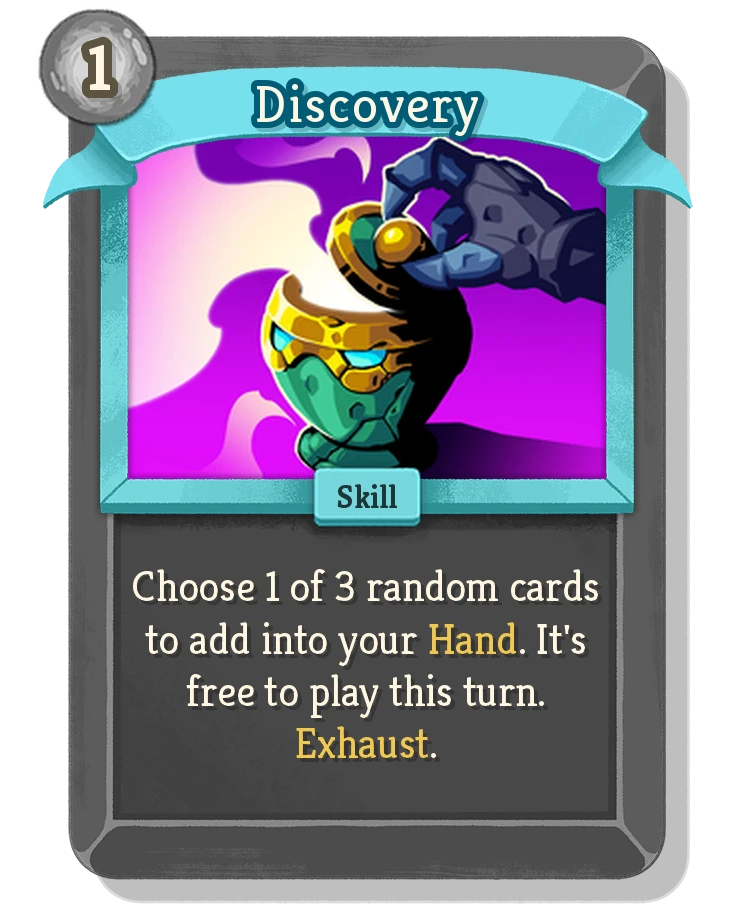 1
Discovery
Skill
Choose 1 of 3 random cards
to add into your Hand. It's
free to play this turn.
Exhaust.